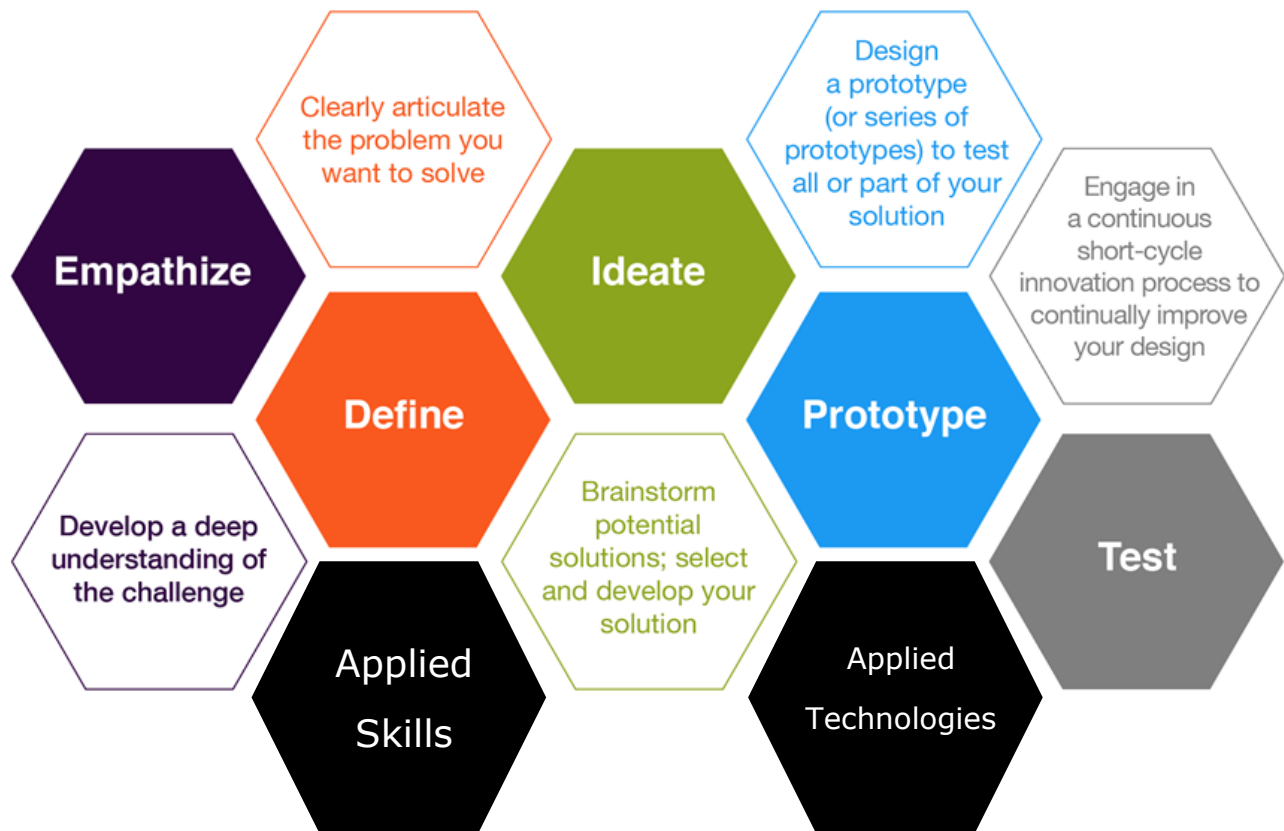 Empathize
Develop a deep
understanding of
the challenge
Clearly articulate
the problem you
want to solve
Define
Applied
Skills
Ideate
Brainstorm
potential
solutions; select
and develop your
solution
Design
a prototype
(or series of
prototypes) to test
all or part of your
solution
Prototype
Applied
Technologies
Engage in
a continuous
short-cycle
innovation process to
continually improve
your design
Test